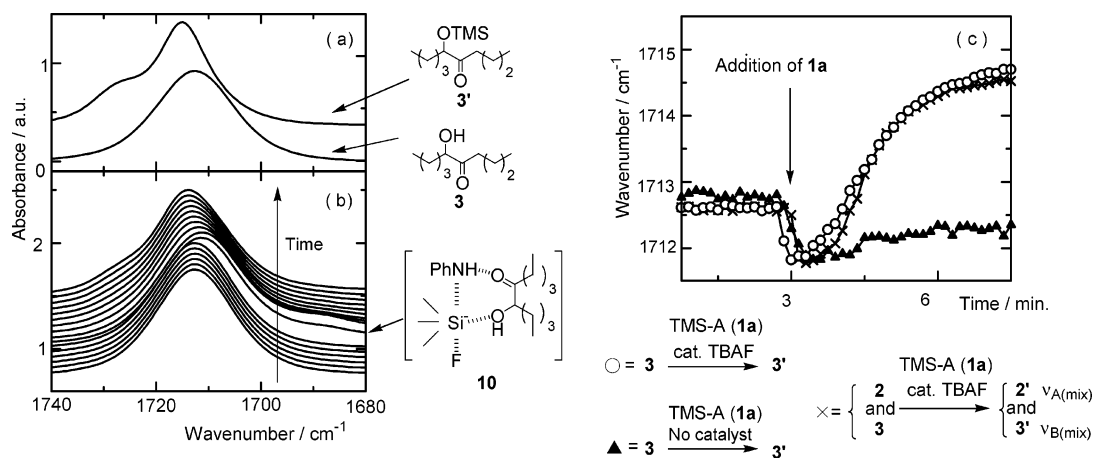 ( a )
OTMS
3
O
2
3'
OH
3
O
2
3
1
0
Absorbance / a.u.
( b )
Time
2
1
1740
1720
1700
1680
Wavenumber / cm-1
PhNH
O
3
Si-
O
H
3
F
10
( c )
1715
1714
1713
1712
Wavenumber / cm-1
Addition of 1a
3
6
Time / min.
○ = 3
TMS-A (1a)
cat. TBAF
3'
▲ = 3
TMS-A (1a)
No catalyst
3'
× =
2
and
3
TMS-A (1a)
cat. TBAF
2' νA(mix)
and
3' νB(mix)